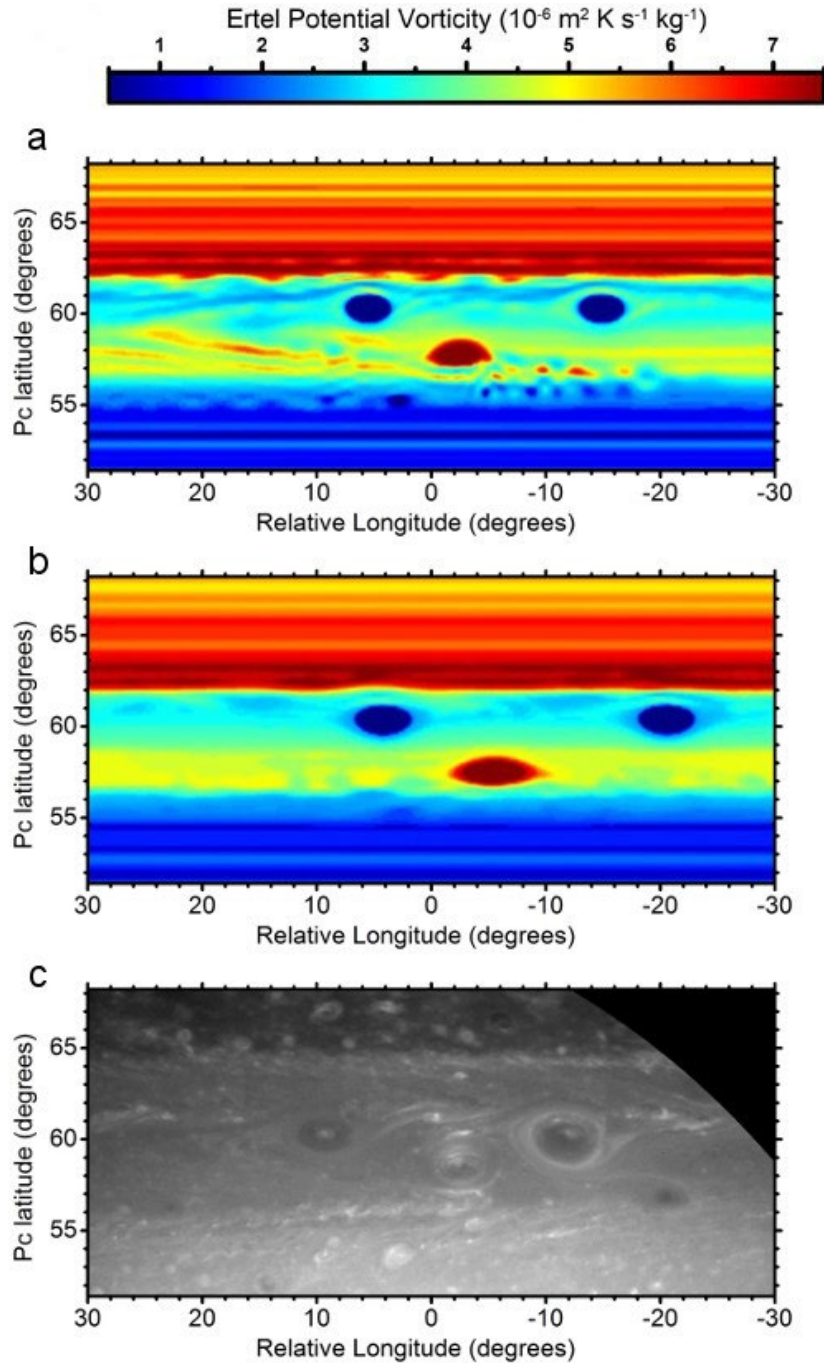 Ertel Potential Vorticity (10⁻⁶ m² K s⁻¹ kg⁻¹)
1 2 3 4 5 6 7
a
Pc latitude (degrees)
65
60
55
30 20 10 0 -10 -20 -30
Relative Longitude (degrees)
b
Pc latitude (degrees)
65
60
55
30 20 10 0 -10 -20 -30
Relative Longitude (degrees)
c
Pc latitude (degrees)
65
60
55
30 20 10 0 -10 -20 -30
Relative Longitude (degrees)